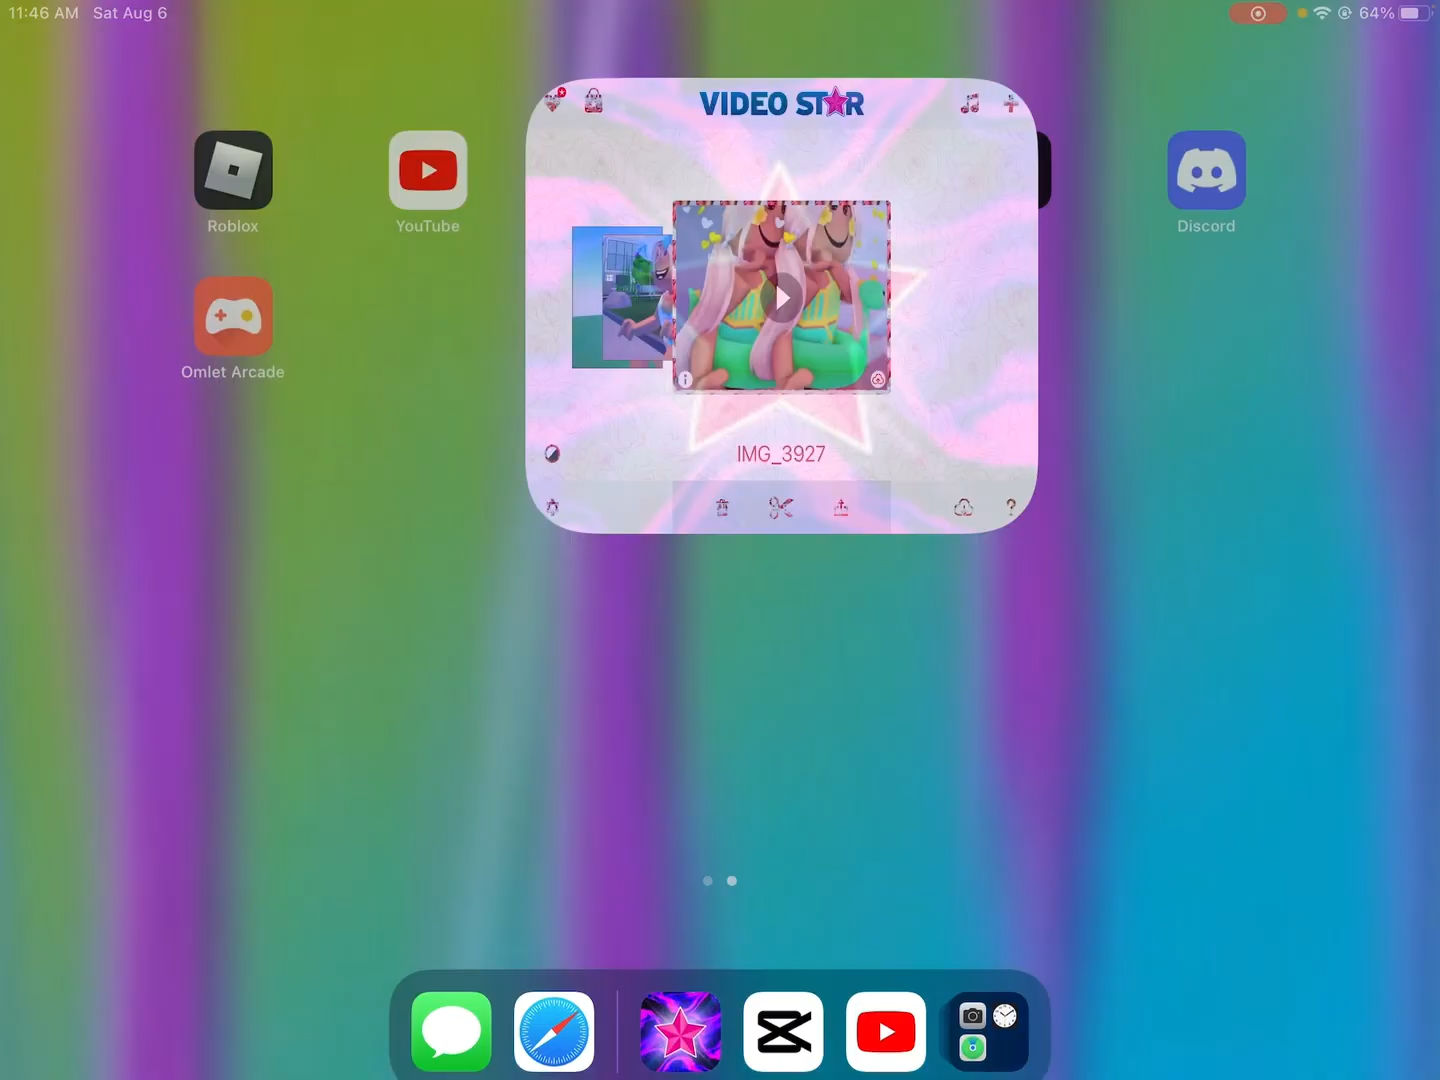 11:46 AM Sat Aug 6
64%
VIDEO STAR
Roblox
YouTube
Discord
Omlet Arcade
IMG_3927